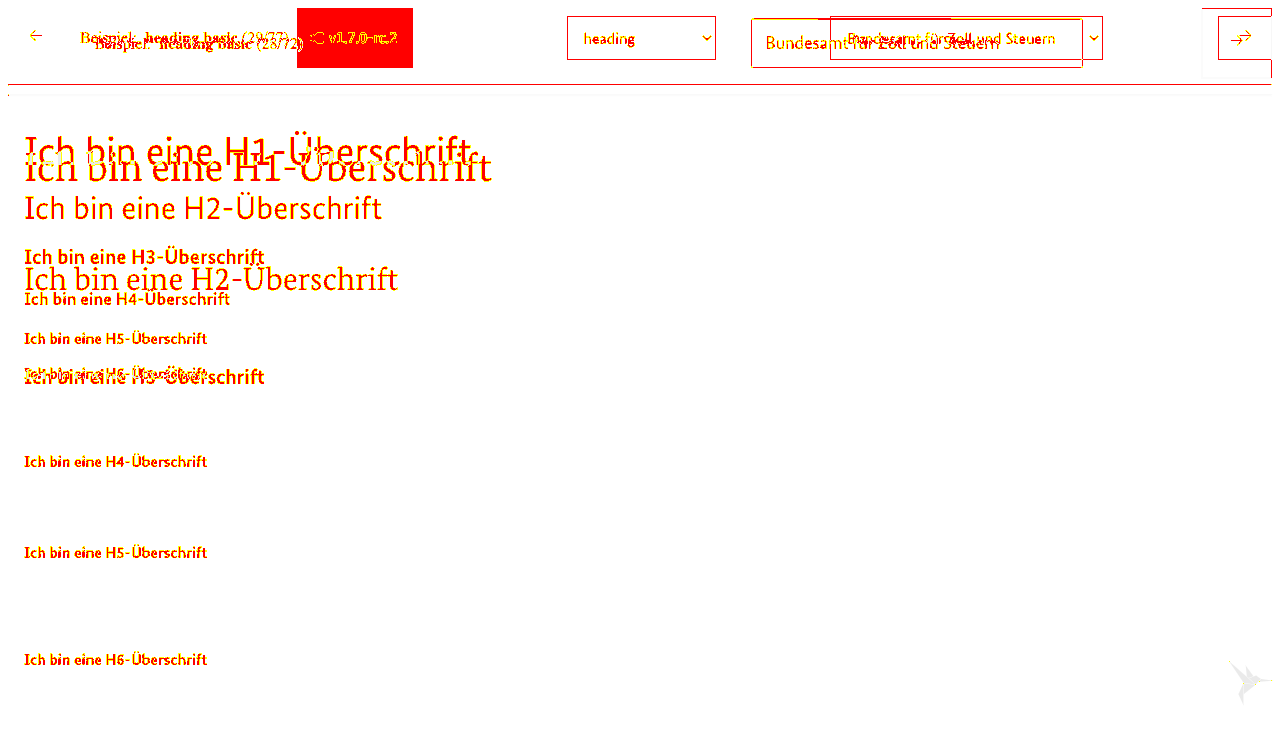 Beispiel: heading basic (29/77) v1.7.0-rc.2 heading Bundesamt für Zoll und Steuern
Beispiel: heading basic (28/72) Bundesamt für Zoll und Steuern
Ich bin eine H1-Überschrift
Ich bin eine H1-Überschrift
Ich bin eine H2-Überschrift
Ich bin eine H3-Überschrift
Ich bin eine H2-Überschrift
Ich bin eine H4-Überschrift
Ich bin eine H5-Überschrift
Ich bin eine H6-Überschrift
Ich bin eine H3-Überschrift
Ich bin eine H4-Überschrift
Ich bin eine H5-Überschrift
Ich bin eine H6-Überschrift